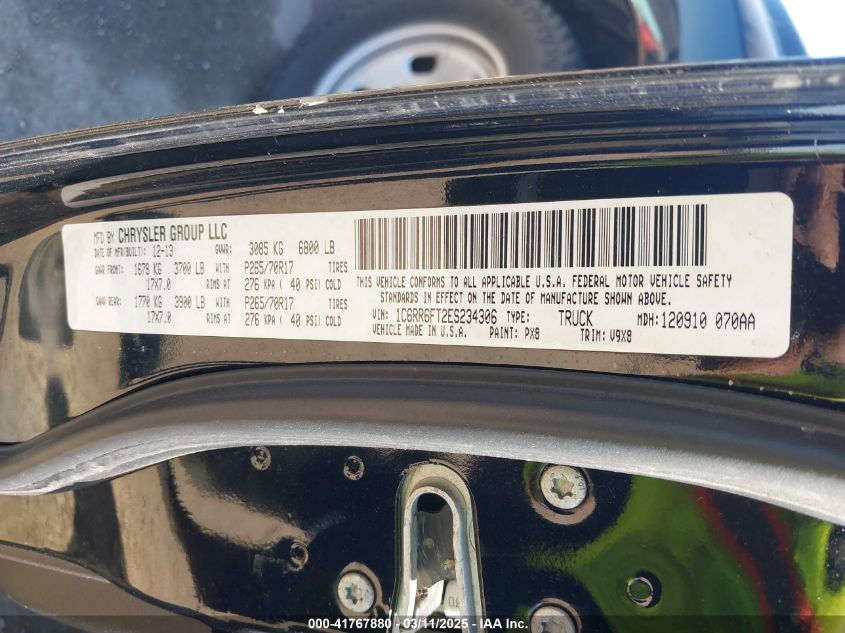 MFD BY CHRYSLER GROUP LLC
DATE OF MFR(BUILT): 12-13 GVWR: 3085 KG 6800 LB
GAWR FRONT: 1679 KG 3700 LB WITH P265/70R17 TIRES
17X7.0 RIMS AT 276 KPA ( 40 PSI) COLD
GAWR REAR: 1770 KG 3900 LB WITH P265/70R17 TIRES
17X7.0 RIMS AT 276 KPA ( 40 PSI) COLD
THIS VEHICLE CONFORMS TO ALL APPLICABLE U.S.A. FEDERAL MOTOR VEHICLE SAFETY
STANDARDS IN EFFECT ON THE DATE OF MANUFACTURE SHOWN ABOVE.
VIN: 1C6RR6FT2ES234306 TYPE: TRUCK MDH: 120910 070AA
VEHICLE MADE IN U.S.A. PAINT: PX8 TRIM: V9X8
000-41767880 - 03/11/2025 - IAAI.COM